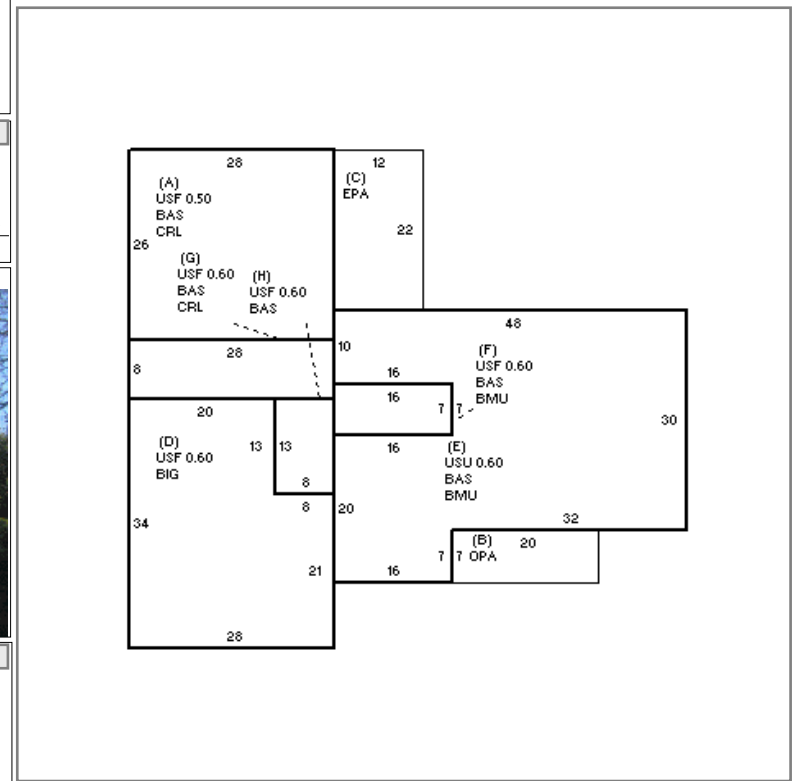 28
12
(A)
USF 0.50
BAS
CRL
(C)
EPA
22
26
(G)
USF 0.60
BAS
CRL
(H)
USF 0.60
BAS
48
28
10
8
16
(F)
USF 0.60
BAS
BMU
16
7
7
20
30
(D)
USF 0.60
BIG
13
13
16
(E)
USU 0.60
BAS
BMU
8
8
20
32
34
(B)
OPA
20
7
7
21
16
28